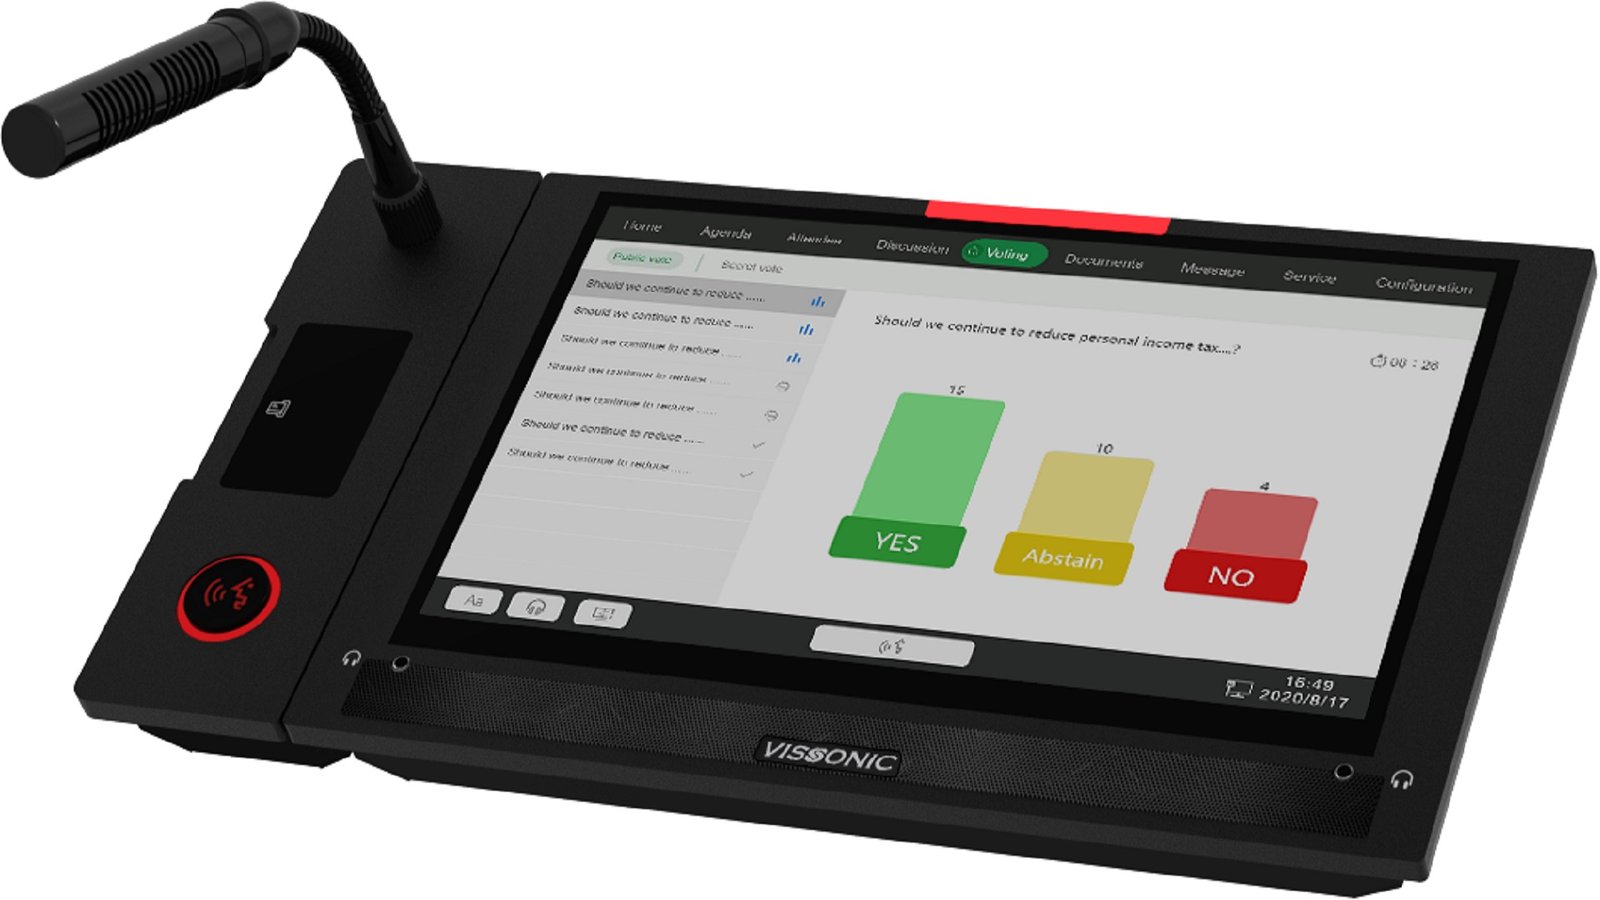 Home Agenda Attendee Discussion Voting Documents Message Service Configuration
Public vote Secret vote
Should we continue to reduce ......
Should we continue to reduce ......
Should we continue to reduce ......
Should we continue to reduce ......
Should we continue to reduce ......
Should we continue to reduce ......
Should we continue to reduce ......
Should we continue to reduce personal income tax....?
08 : 26
15
10
4
YES
Abstain
NO
Aa
16:49
2020/8/17
VISSONIC